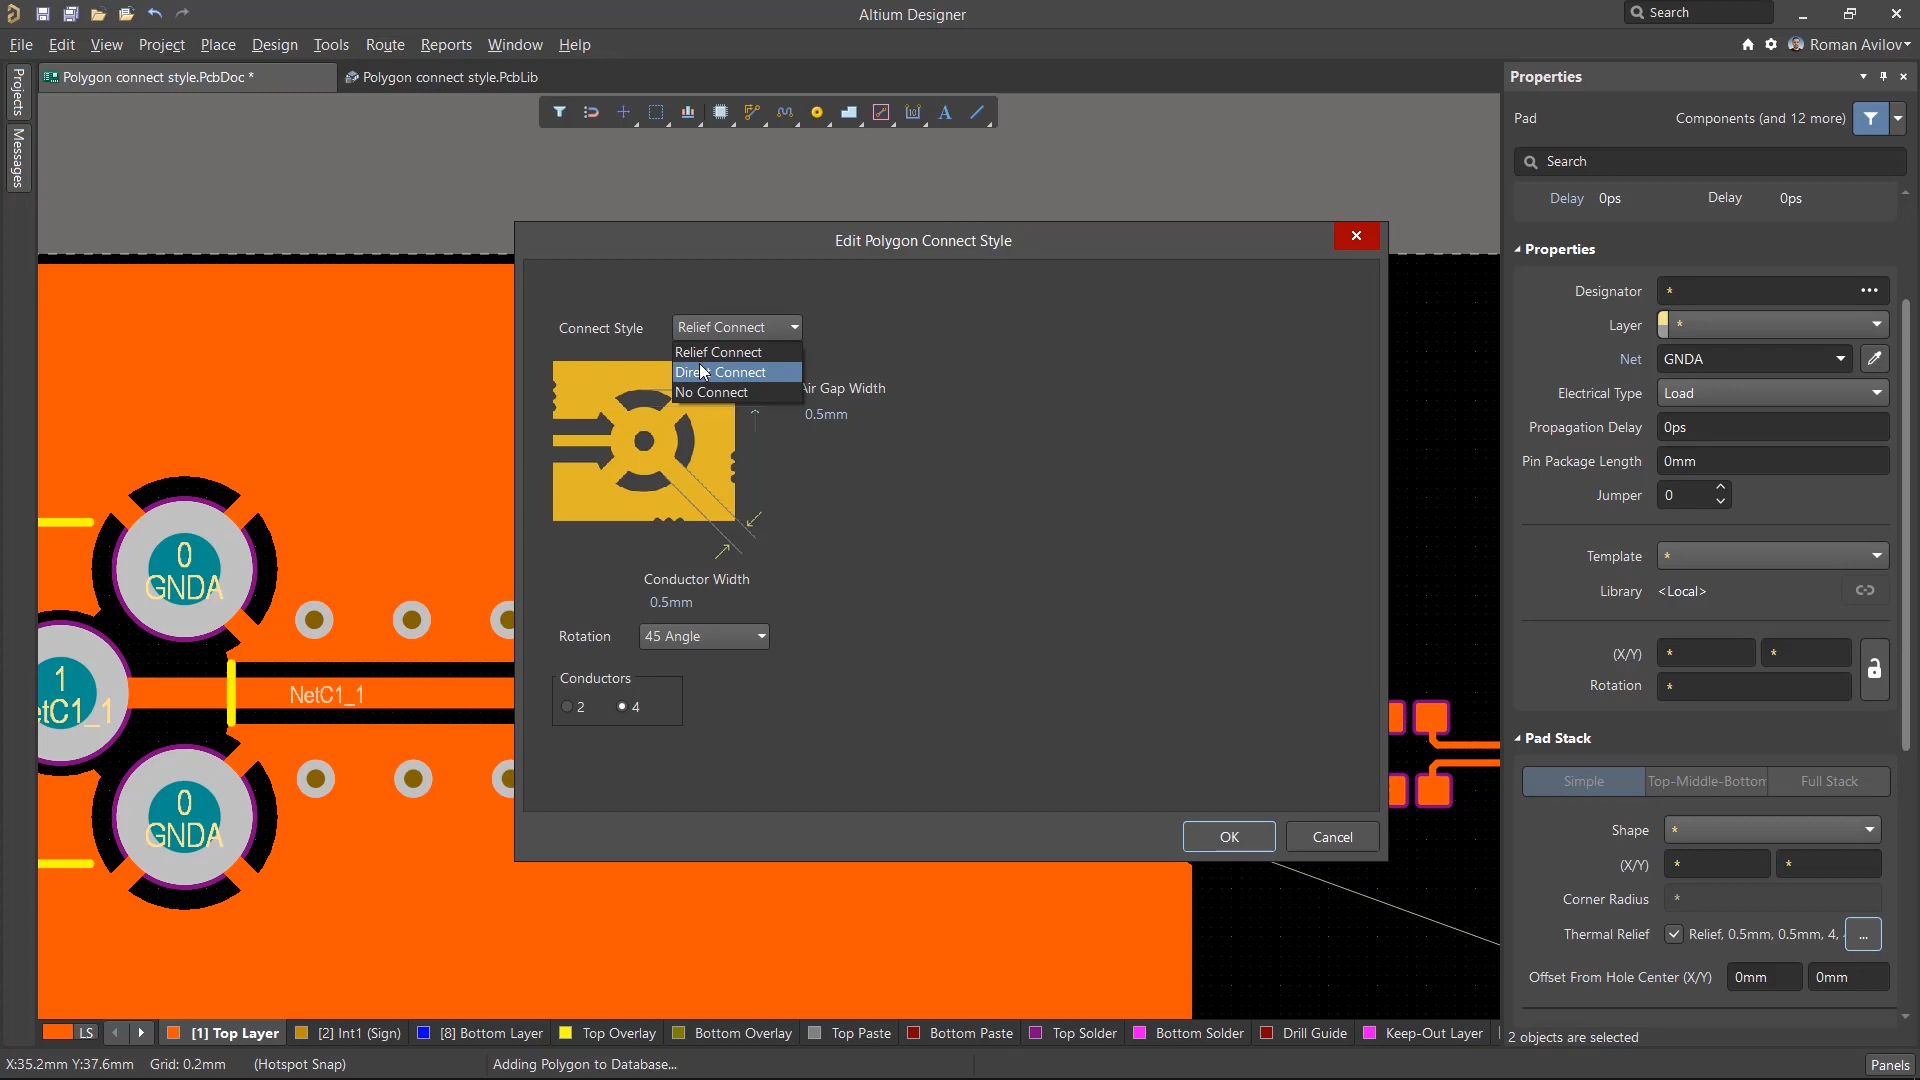 Altium Designer
Search
File Edit View Project Place Design Tools Route Reports Window Help
Roman Avilov
Projects
Messages
Polygon connect style.PcbDoc *
Polygon connect style.PcbLib
Properties
Pad
Components (and 12 more)
Search
Delay 0ps Delay 0ps
Properties
Designator *
Layer *
Net GNDA
Electrical Type Load
Propagation Delay 0ps
Pin Package Length 0mm
Jumper 0
Template *
Library <Local>
(X/Y) * *
Rotation *
Pad Stack
Simple Top-Middle-Bottom Full Stack
Shape *
(X/Y) * *
Corner Radius *
Thermal Relief Relief, 0.5mm, 0.5mm, 4, ...
Offset From Hole Center (X/Y) 0mm 0mm
2 objects are selected
Edit Polygon Connect Style
Connect Style Relief Connect
Relief Connect
Direct Connect
No Connect
Air Gap Width
0.5mm
Conductor Width
0.5mm
Rotation 45 Angle
Conductors
2 4
OK Cancel
0
GNDA
1
etC1_1
NetC1_1
0
GNDA
LS [1] Top Layer [2] Int1 (Sign) [8] Bottom Layer Top Overlay Bottom Overlay Top Paste Bottom Paste Top Solder Bottom Solder Drill Guide Keep-Out Layer
X:35.2mm Y:37.6mm Grid: 0.2mm (Hotspot Snap) Adding Polygon to Database...
Panels